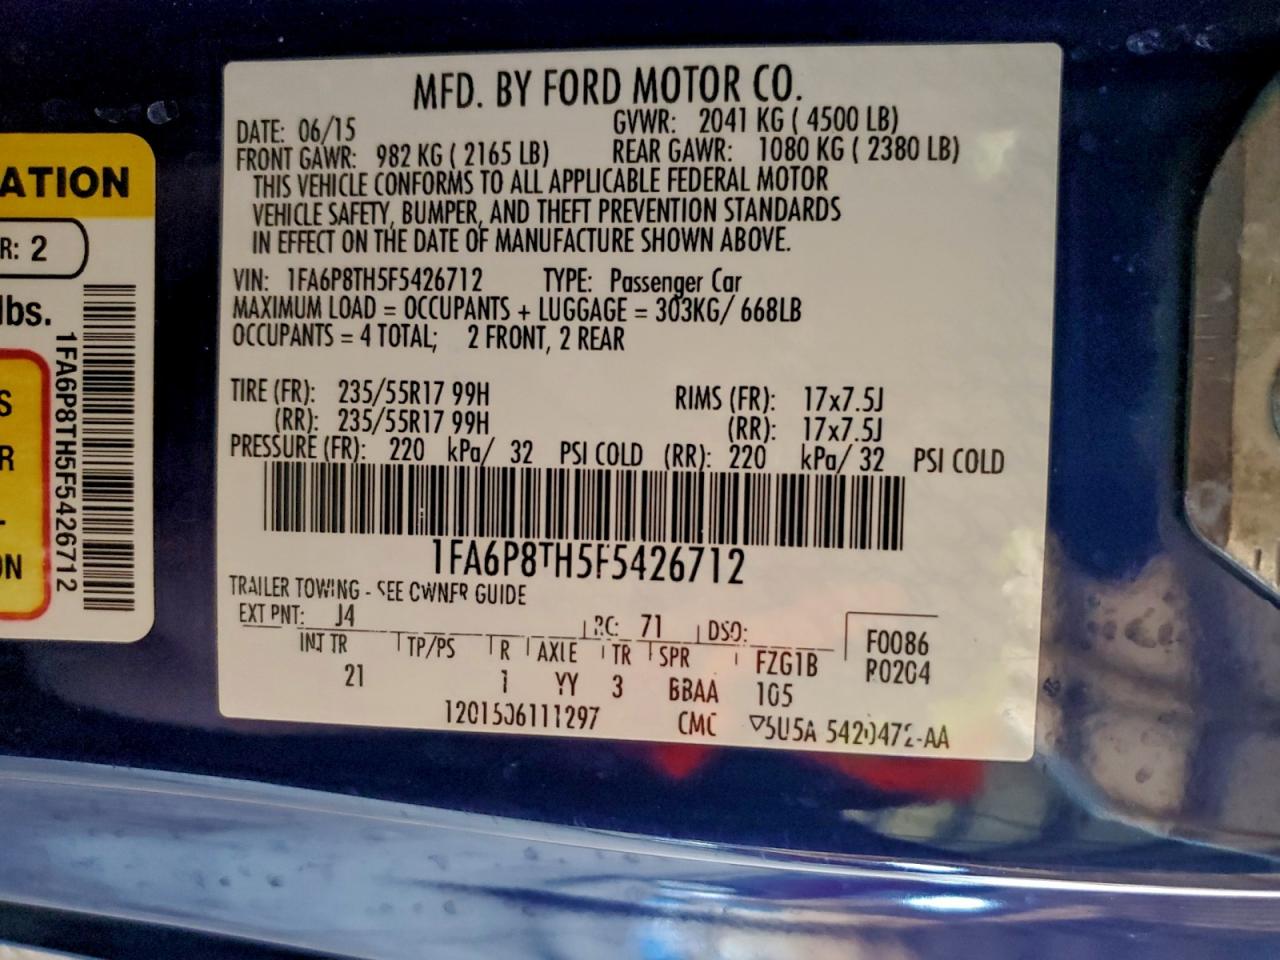 MFD. BY FORD MOTOR CO.
DATE: 06/15 GVWR: 2041 KG ( 4500 LB)
FRONT GAWR: 982 KG ( 2165 LB) REAR GAWR: 1080 KG ( 2380 LB)
THIS VEHICLE CONFORMS TO ALL APPLICABLE FEDERAL MOTOR
VEHICLE SAFETY, BUMPER, AND THEFT PREVENTION STANDARDS
IN EFFECT ON THE DATE OF MANUFACTURE SHOWN ABOVE.
VIN: 1FA6P8TH5F5426712 TYPE: Passenger Car
MAXIMUM LOAD = OCCUPANTS + LUGGAGE = 303KG/ 668LB
OCCUPANTS = 4 TOTAL; 2 FRONT, 2 REAR
TIRE (FR): 235/55R17 99H RIMS (FR): 17x7.5J
(RR): 235/55R17 99H (RR): 17x7.5J
PRESSURE (FR): 220 kPa/ 32 PSI COLD (RR): 220 kPa/ 32 PSI COLD
1FA6P8TH5F5426712
TRAILER TOWING - SEE OWNER GUIDE
EXT PNT: J4 RC: 71 DSO: F0086
INT TR TP/PS R AXLE TR SPR FZG1B R0204
21 1 YY 3 BBAA 105
1201506111297 CMC ▽5U5A 5420472-AA
ATION
R: 2
lbs.
S
R
ON
1FA6P8TH5F5426712